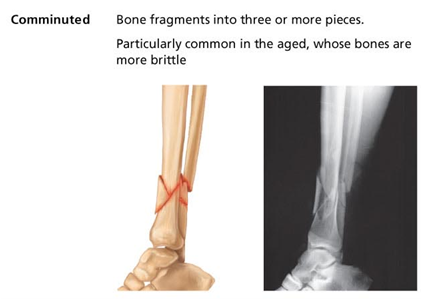 Comminuted Bone fragments into three or more pieces.
Particularly common in the aged, whose bones are
more brittle